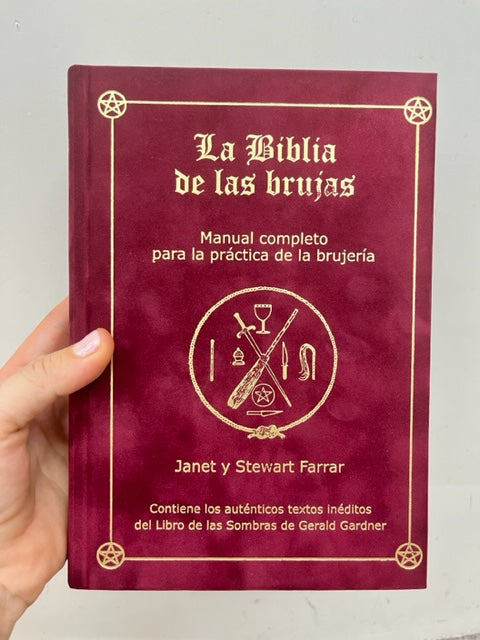 La Biblia
de las brujas
Manual completo
para la práctica de la brujería
Janet y Stewart Farrar
Contiene los auténticos textos inéditos
del Libro de las Sombras de Gerald Gardner